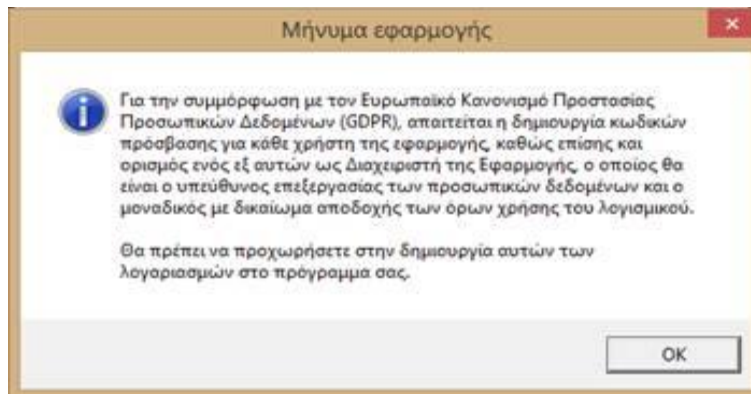 Μήνυμα εφαρμογής
Για την συμμόρφωση με τον Ευρωπαϊκό Κανονισμό Προστασίας
Προσωπικών Δεδομένων (GDPR), απαιτείται η δημιουργία κωδικών
πρόσβασης για κάθε χρήστη της εφαρμογής, καθώς επίσης και
ορισμός ενός εξ αυτών ως Διαχειριστή της Εφαρμογής, ο οποίος θα
είναι ο υπεύθυνος επεξεργασίας των προσωπικών δεδομένων και ο
μοναδικός με δικαίωμα αποδοχής των όρων χρήσης του λογισμικού.
Θα πρέπει να προχωρήσετε στην δημιουργία αυτών των
λογαριασμών στο πρόγραμμα σας.
OK